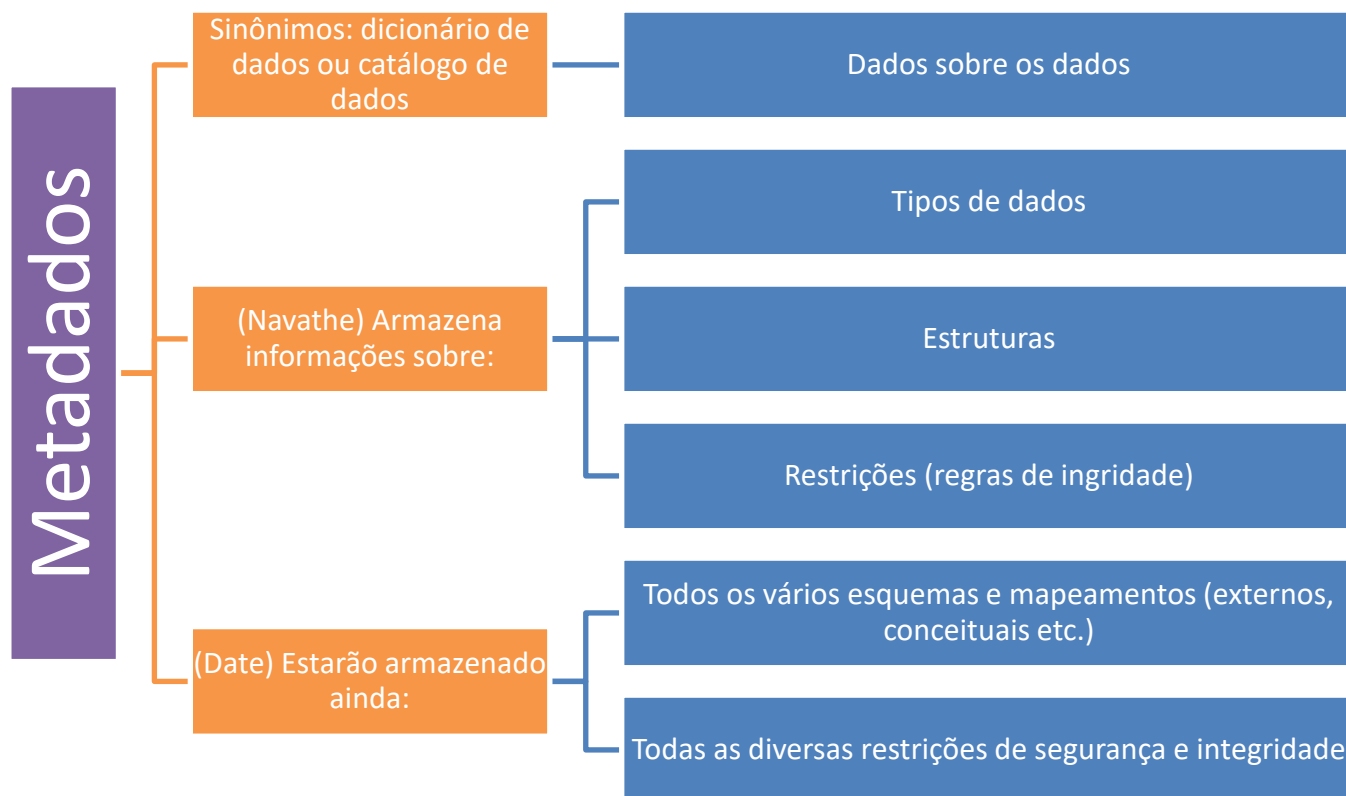 Metadados
Sinônimos: dicionário de
dados ou catálogo de
dados
Dados sobre os dados
(Navathe) Armazena
informações sobre:
Tipos de dados
Estruturas
Restrições (regras de ingridade)
(Date) Estarão armazenado
ainda:
Todos os vários esquemas e mapeamentos (externos,
conceituais etc.)
Todas as diversas restrições de segurança e integridade